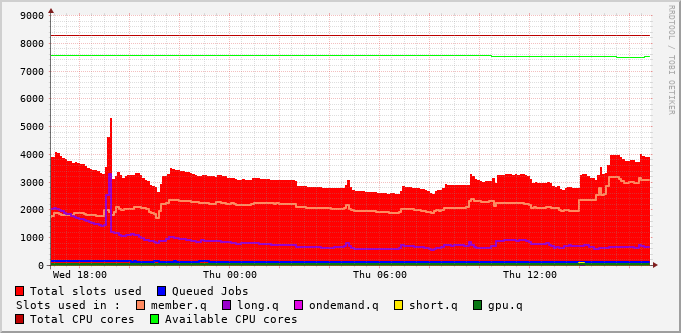 RRDTOOL / TOBI OETIKER
9000
8000
7000
6000
5000
4000
3000
2000
1000
0
Wed 18:00 Thu 00:00 Thu 06:00 Thu 12:00
Total slots used Queued Jobs
Slots used in : member.q long.q ondemand.q short.q gpu.q
Total CPU cores Available CPU cores